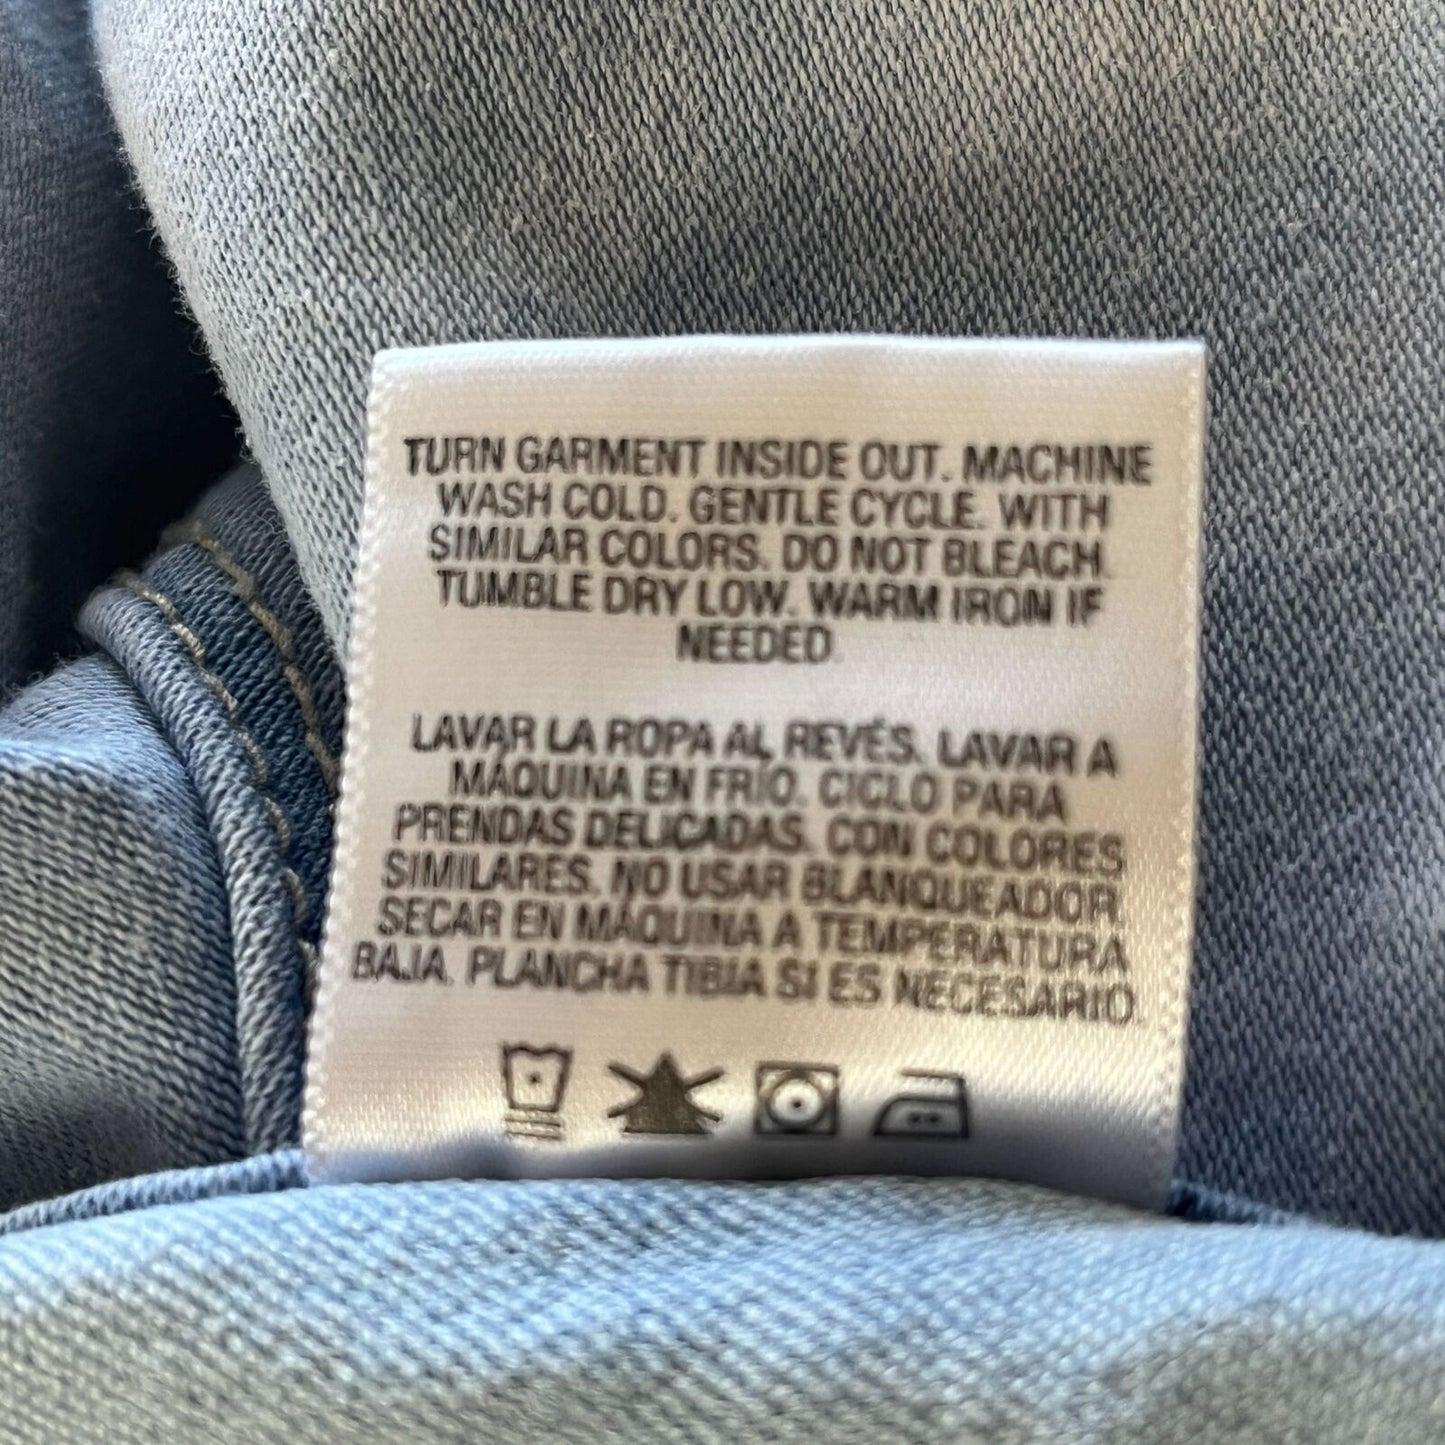 TURN GARMENT INSIDE OUT. MACHINE
WASH COLD. GENTLE CYCLE. WITH
SIMILAR COLORS. DO NOT BLEACH.
TUMBLE DRY LOW. WARM IRON IF
NEEDED.
LAVAR LA ROPA AL REVÉS. LAVAR A
MÁQUINA EN FRÍO. CICLO PARA
PRENDAS DELICADAS. CON COLORES
SIMILARES. NO USAR BLANQUEADOR.
SECAR EN MÁQUINA A TEMPERATURA
BAJA. PLANCHA TIBIA SI ES NECESARIO.